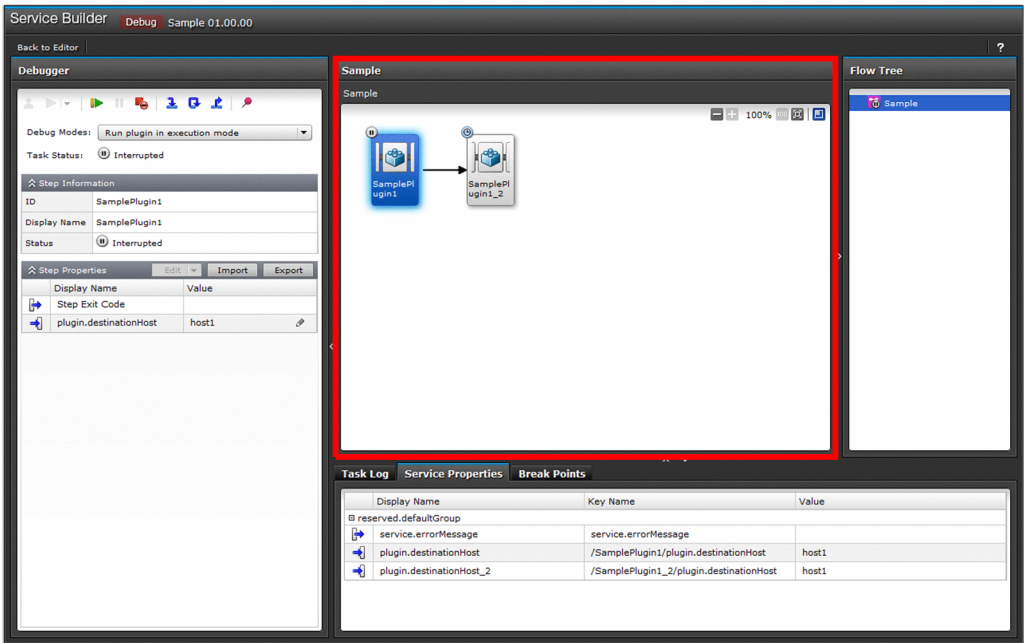 Service Builder Debug Sample 01.00.00
Back to Editor ?
Debugger
Debug Modes: Run plugin in execution mode
Task Status: Interrupted
Step Information
ID SamplePlugin1
Display Name SamplePlugin1
Status Interrupted
Step Properties Edit Import Export
Display Name Value
Step Exit Code
plugin.destinationHost host1
Sample
Sample
100%
SamplePl
ugin1
SamplePl
ugin1_2
Flow Tree
Sample
Task Log Service Properties Break Points
Display Name Key Name Value
reserved.defaultGroup
service.errorMessage service.errorMessage
plugin.destinationHost /SamplePlugin1/plugin.destinationHost host1
plugin.destinationHost_2 /SamplePlugin1_2/plugin.destinationHost host1